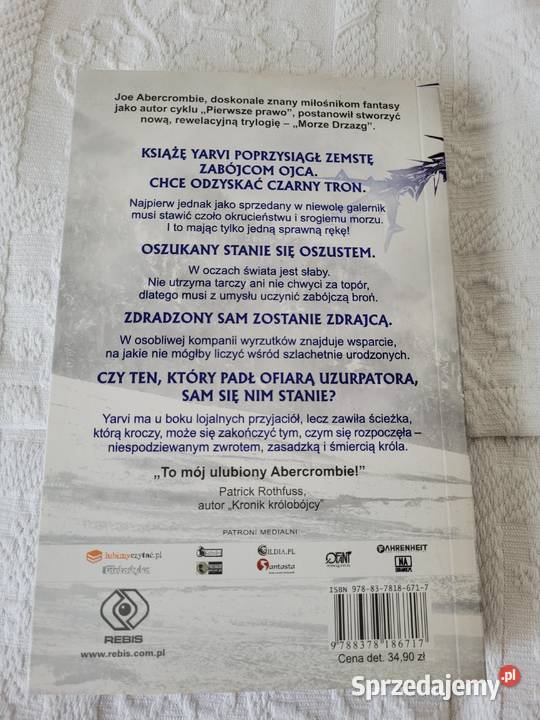 Joe Abercrombie, doskonale znany miłośnikom fantasy
jako autor cyklu „Pierwsze prawo”, postanowił stworzyć
nową, rewelacyjną trylogię – „Morze Drzazg”.
KSIĄŻĘ YARVI POPRZYSIĄGŁ ZEMSTĘ
ZABÓJCOM OJCA.
CHCE ODZYSKAĆ CZARNY TRON.
Najpierw jednak jako sprzedany w niewolę galernik
musi stawić czoło okrucieństwu i srogiemu morzu.
I to mając tylko jedną sprawną rękę!
OSZUKANY STANIE SIĘ OSZUSTEM.
W oczach świata jest słaby.
Nie utrzyma tarczy ani nie chwyci za topór,
dlatego musi z umysłu uczynić zabójczą broń.
ZDRADZONY SAM ZOSTANIE ZDRAJCĄ.
W osobliwej kompanii wyrzutków znajduje wsparcie,
na jakie nie mógłby liczyć wśród szlachetnie urodzonych.
CZY TEN, KTÓRY PADŁ OFIARĄ UZURPATORA,
SAM SIĘ NIM STANIE?
Yarvi ma u boku lojalnych przyjaciół, lecz zawiła ścieżka,
którą kroczy, może się zakończyć tym, czym się rozpoczęła –
niespodziewanym zwrotem, zasadzką i śmiercią króla.
„To mój ulubiony Abercrombie!”
Patrick Rothfuss,
autor „Kronik królobójcy”
PATRONI MEDIALNI
lubimyczytać.pl
GILDIA.PL
FAHRENHEIT
fantasta
ISBN 978-83-7818-671-7
9 788378 186717
Cena det. 34,90 zł
REBIS
www.rebis.com.pl
Sprzedajemy.pl